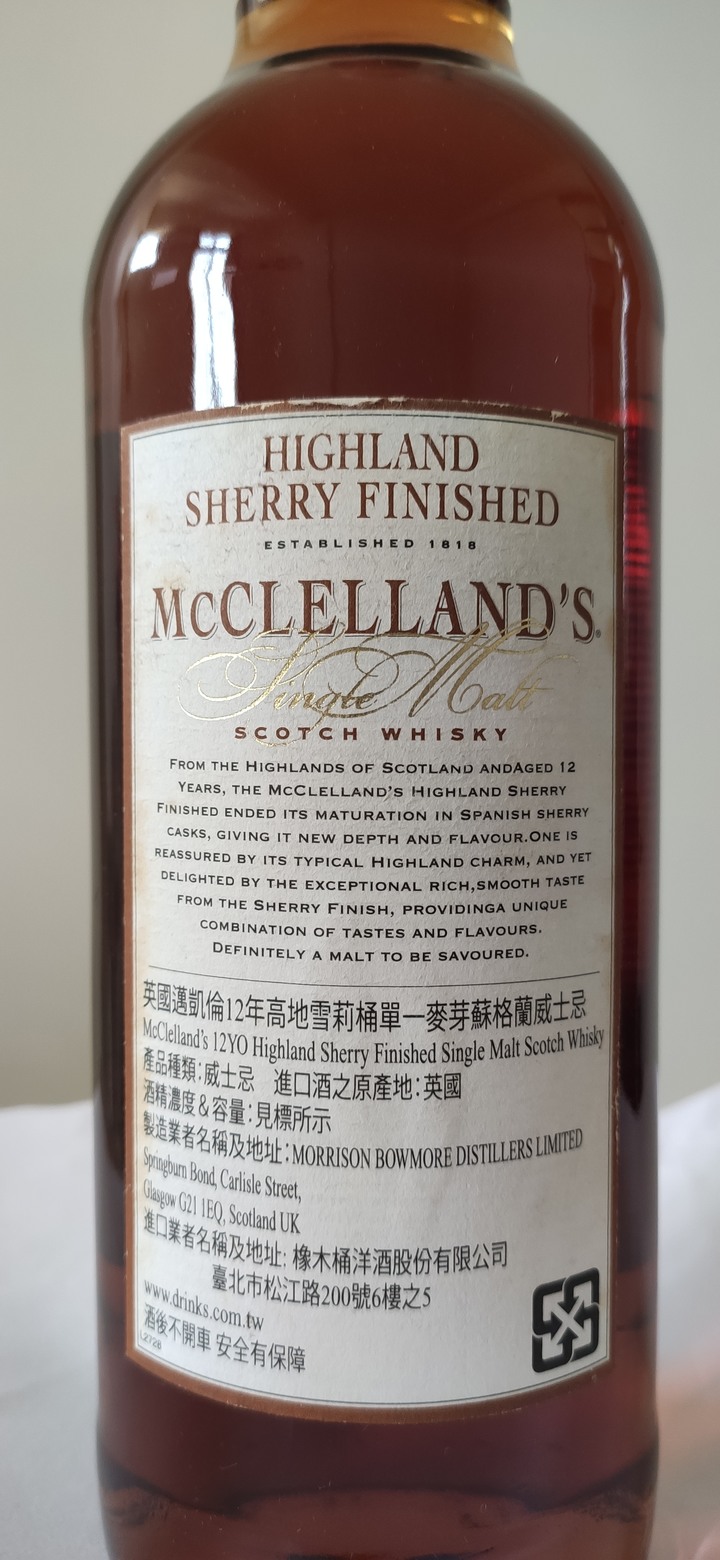 HIGHLAND
SHERRY FINISHED
ESTABLISHED 1818
McCLELLAND'S®
Single Malt
SCOTCH WHISKY
FROM THE HIGHLANDS OF SCOTLAND ANDAGED 12
YEARS, THE MCCLELLAND'S HIGHLAND SHERRY
FINISHED ENDED ITS MATURATION IN SPANISH SHERRY
CASKS, GIVING IT NEW DEPTH AND FLAVOUR.ONE IS
REASSURED BY ITS TYPICAL HIGHLAND CHARM, AND YET
DELIGHTED BY THE EXCEPTIONAL RICH,SMOOTH TASTE
FROM THE SHERRY FINISH, PROVIDINGA UNIQUE
COMBINATION OF TASTES AND FLAVOURS.
DEFINITELY A MALT TO BE SAVOURED.
英國邁凱倫12年高地雪莉桶單一麥芽蘇格蘭威士忌
McClelland's 12YO Highland Sherry Finished Single Malt Scotch Whisky
產品種類:威士忌 進口酒之原產地:英國
酒精濃度&容量:見標所示
製造業者名稱及地址:MORRISON BOWMORE DISTILLERS LIMITED
Springburn Bond, Carlisle Street,
Glasgow G21 1EQ, Scotland UK
進口業者名稱及地址: 橡木桶洋酒股份有限公司
臺北市松江路200號6樓之5
www.drinks.com.tw
酒後不開車 安全有保障
L2728